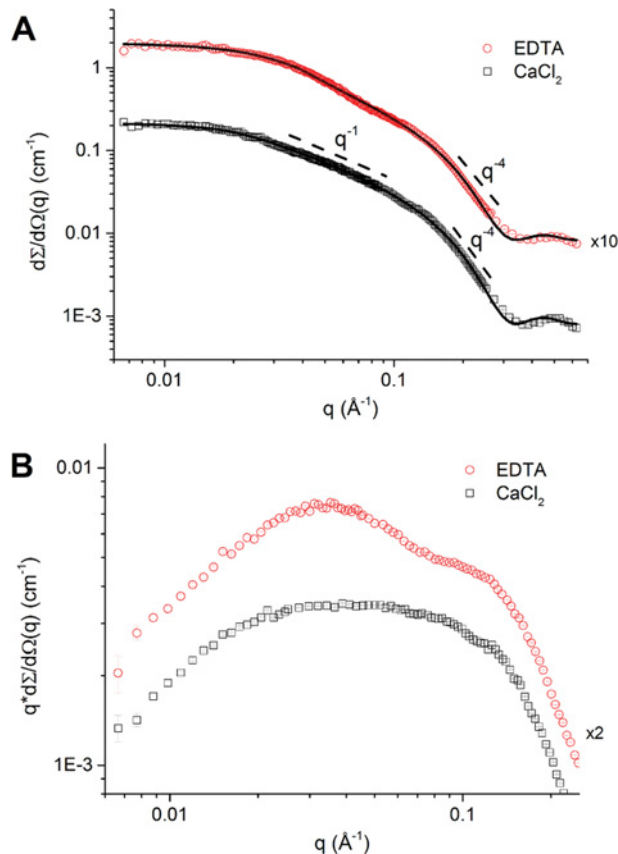 A
EDTA
CaCl₂
dΣ/dΩ(q) (cm⁻¹)
1
0.1
0.01
1E-3
q⁻¹
q⁻⁴
q⁻⁴
x10
0.01
0.1
q (Å⁻¹)
B
0.01
EDTA
CaCl₂
q*dΣ/dΩ(q) (cm⁻¹)
1E-3
x2
0.01
0.1
q (Å⁻¹)